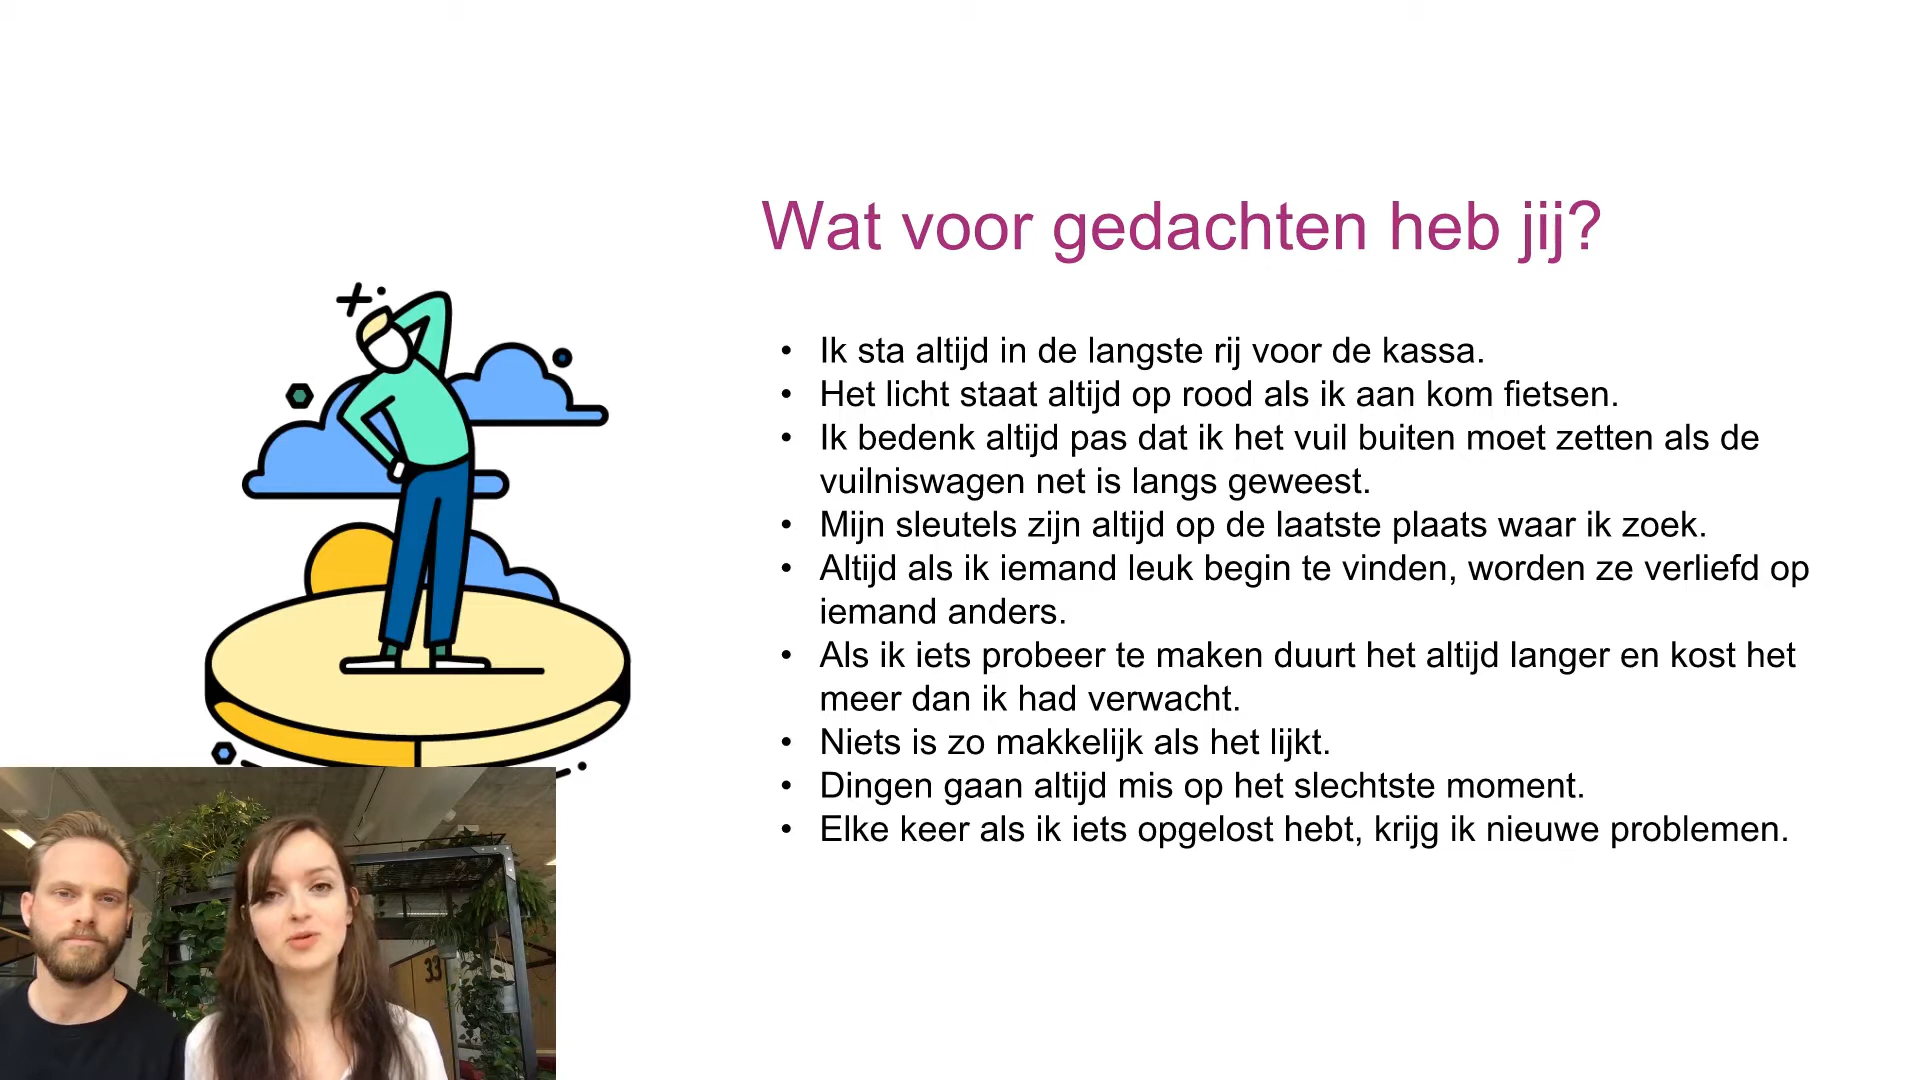 Wat voor gedachten heb jij?
• Ik sta altijd in de langste rij voor de kassa.
• Het licht staat altijd op rood als ik aan kom fietsen.
• Ik bedenk altijd pas dat ik het vuil buiten moet zetten als de
vuilniswagen net is langs geweest.
• Mijn sleutels zijn altijd op de laatste plaats waar ik zoek.
• Altijd als ik iemand leuk begin te vinden, worden ze verliefd op
iemand anders.
• Als ik iets probeer te maken duurt het altijd langer en kost het
meer dan ik had verwacht.
• Niets is zo makkelijk als het lijkt.
• Dingen gaan altijd mis op het slechtste moment.
• Elke keer als ik iets opgelost hebt, krijg ik nieuwe problemen.
33